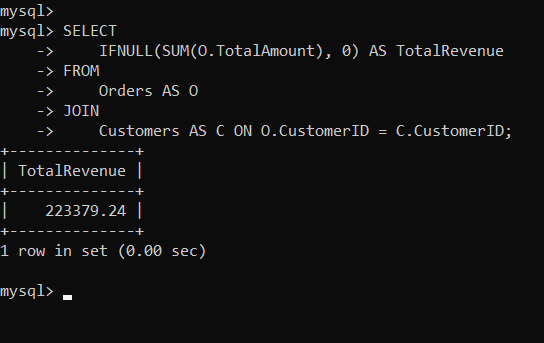 mysql>
mysql> SELECT
    ->     IFNULL(SUM(O.TotalAmount), 0) AS TotalRevenue
    -> FROM
    ->     Orders AS O
    -> JOIN
    ->     Customers AS C ON O.CustomerID = C.CustomerID;
+--------------+
| TotalRevenue |
+--------------+
|    223379.24 |
+--------------+
1 row in set (0.00 sec)

mysql>